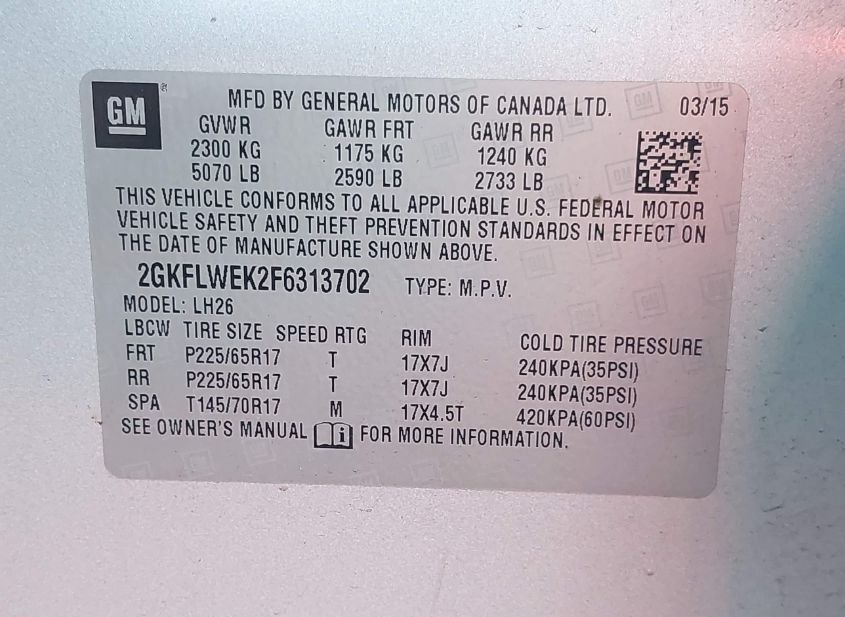 GM
MFD BY GENERAL MOTORS OF CANADA LTD. 03/15
GVWR GAWR FRT GAWR RR
2300 KG 1175 KG 1240 KG
5070 LB 2590 LB 2733 LB
THIS VEHICLE CONFORMS TO ALL APPLICABLE U.S. FEDERAL MOTOR
VEHICLE SAFETY AND THEFT PREVENTION STANDARDS IN EFFECT ON
THE DATE OF MANUFACTURE SHOWN ABOVE.
2GKFLWEK2F6313702 TYPE: M.P.V.
MODEL: LH26
LBCW TIRE SIZE SPEED RTG RIM COLD TIRE PRESSURE
FRT P225/65R17 T 17X7J 240KPA(35PSI)
RR P225/65R17 T 17X7J 240KPA(35PSI)
SPA T145/70R17 M 17X4.5T 420KPA(60PSI)
SEE OWNER'S MANUAL i FOR MORE INFORMATION.